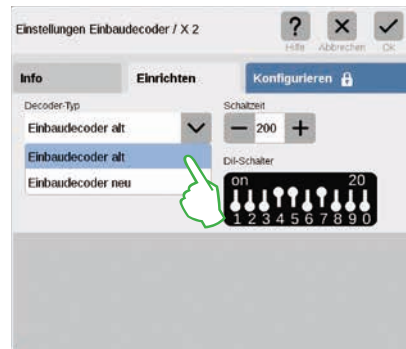 Einstellungen Einbaudecoder / X 2
Hilfe Abbrechen OK
Info Einrichten Konfigurieren
Decoder-Typ Schaltzeit
Einbaudecoder alt 200
Einbaudecoder alt Dil-Schalter
Einbaudecoder neu
on 20
1 2 3 4 5 6 7 8 9 0